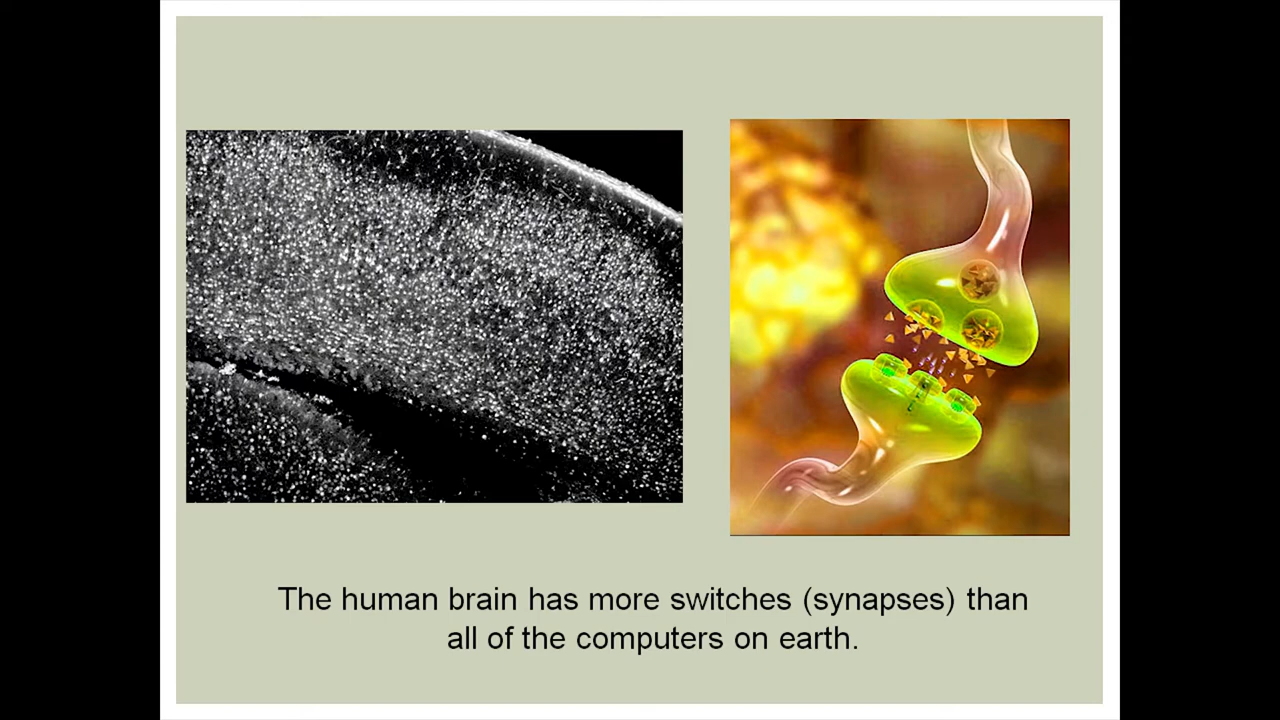 The human brain has more switches (synapses) than
all of the computers on earth.